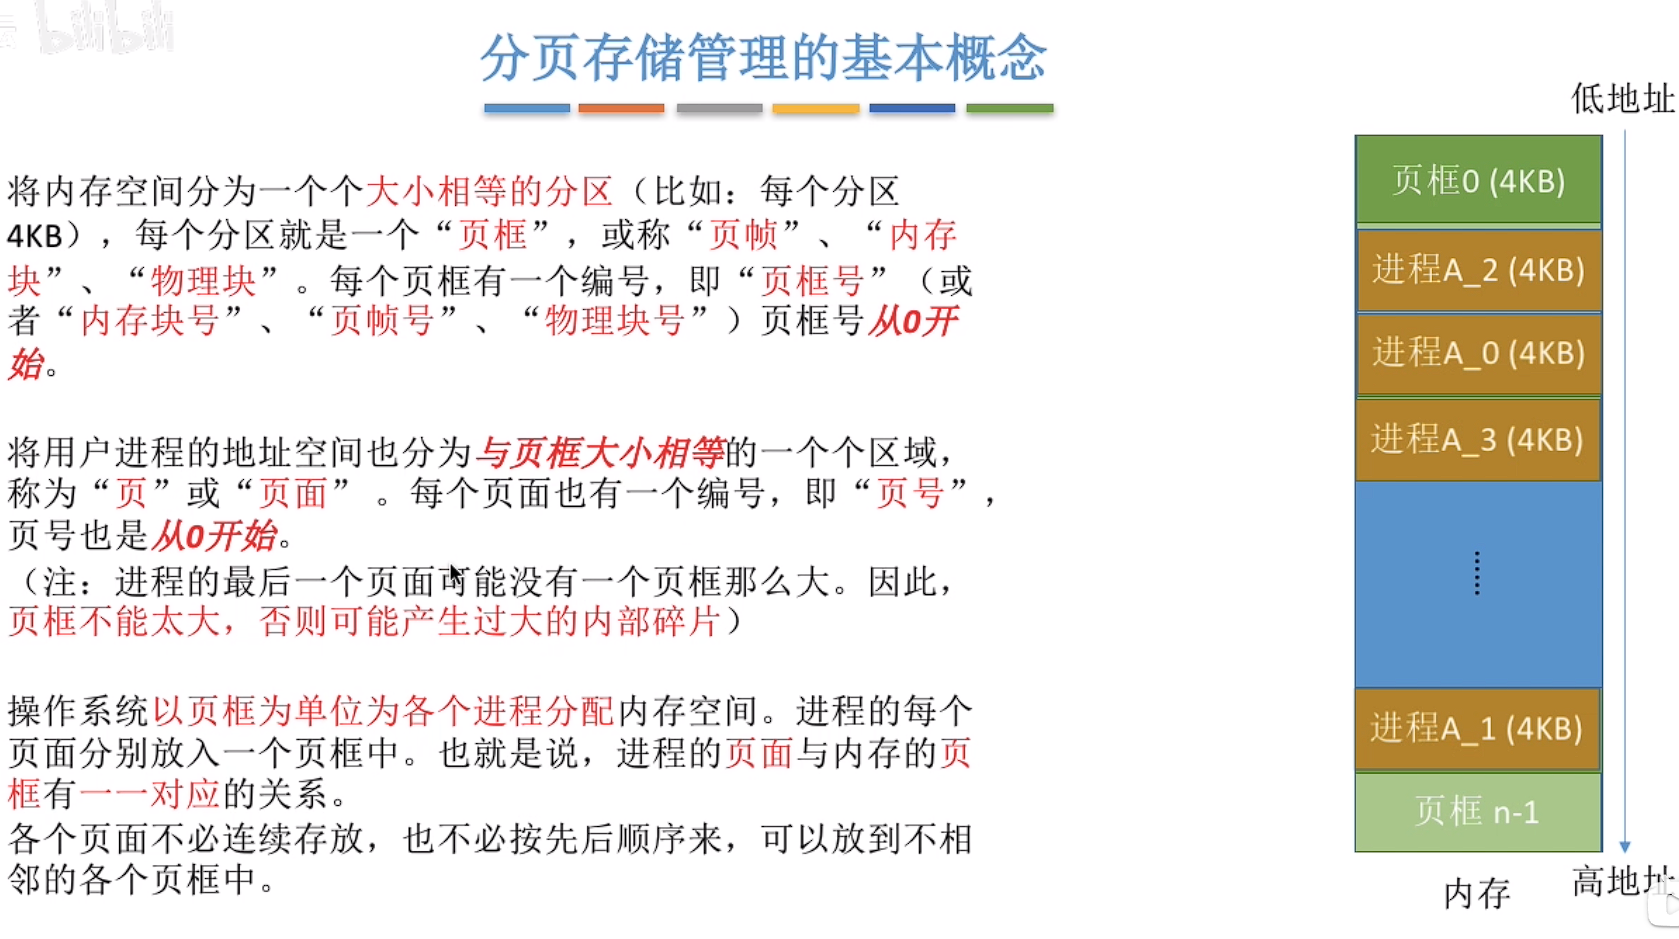 bilibili
分页存储管理的基本概念
将内存空间分为一个个大小相等的分区（比如：每个分区
4KB），每个分区就是一个“页框”，或称“页帧”、“内存
块”、“物理块”。每个页框有一个编号，即“页框号”（或
者“内存块号”、“页帧号”、“物理块号”）页框号从0开
始。
将用户进程的地址空间也分为与页框大小相等的一个个区域，
称为“页”或“页面” 。每个页面也有一个编号，即“页号”，
页号也是从0开始。
（注：进程的最后一个页面可能没有一个页框那么大。因此，
页框不能太大，否则可能产生过大的内部碎片）
操作系统以页框为单位为各个进程分配内存空间。进程的每个
页面分别放入一个页框中。也就是说，进程的页面与内存的页
框有一一对应的关系。
各个页面不必连续存放，也不必按先后顺序来，可以放到不相
邻的各个页框中。
低地址
页框0 (4KB)
进程A_2 (4KB)
进程A_0 (4KB)
进程A_3 (4KB)
……
进程A_1 (4KB)
页框 n-1
内存
高地址